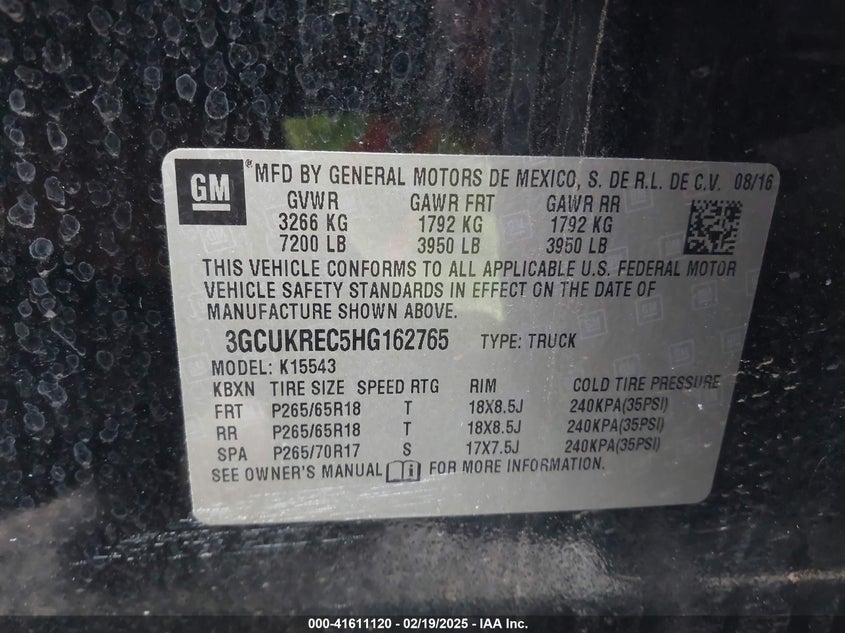 GM ® MFD BY GENERAL MOTORS DE MEXICO, S. DE R.L. DE C.V. 08/16
GVWR GAWR FRT GAWR RR
3266 KG 1792 KG 1792 KG
7200 LB 3950 LB 3950 LB
THIS VEHICLE CONFORMS TO ALL APPLICABLE U.S. FEDERAL MOTOR
VEHICLE SAFETY STANDARDS IN EFFECT ON THE DATE OF
MANUFACTURE SHOWN ABOVE.
3GCUKREC5HG162765 TYPE: TRUCK
MODEL: K15543
KBXN TIRE SIZE SPEED RTG RIM COLD TIRE PRESSURE
FRT P265/65R18 T 18X8.5J 240KPA(35PSI)
RR P265/65R18 T 18X8.5J 240KPA(35PSI)
SPA P265/70R17 S 17X7.5J 240KPA(35PSI)
SEE OWNER'S MANUAL i FOR MORE INFORMATION.
000-41611120 - 02/19/2025 - IAA Inc.